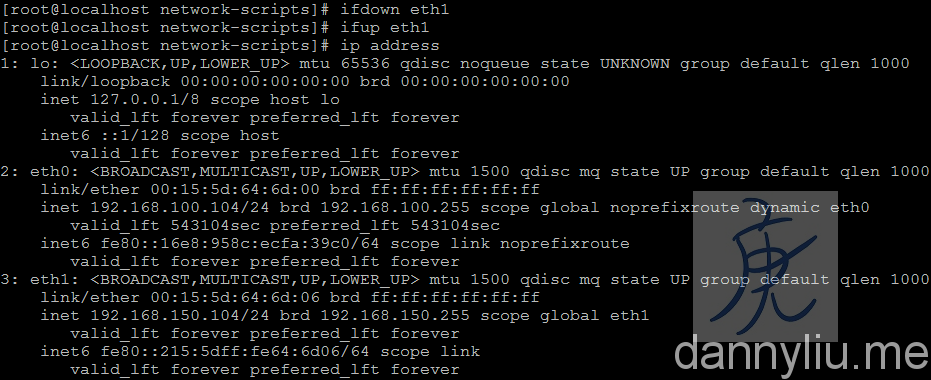 [root@localhost network-scripts]# ifdown eth1
[root@localhost network-scripts]# ifup eth1
[root@localhost network-scripts]# ip address
1: lo: <LOOPBACK,UP,LOWER_UP> mtu 65536 qdisc noqueue state UNKNOWN group default qlen 1000
    link/loopback 00:00:00:00:00:00 brd 00:00:00:00:00:00
    inet 127.0.0.1/8 scope host lo
       valid_lft forever preferred_lft forever
    inet6 ::1/128 scope host
       valid_lft forever preferred_lft forever
2: eth0: <BROADCAST,MULTICAST,UP,LOWER_UP> mtu 1500 qdisc mq state UP group default qlen 1000
    link/ether 00:15:5d:64:6d:00 brd ff:ff:ff:ff:ff:ff
    inet 192.168.100.104/24 brd 192.168.100.255 scope global noprefixroute dynamic eth0
       valid_lft 543104sec preferred_lft 543104sec
    inet6 fe80::16e8:958c:ecfa:39c0/64 scope link noprefixroute
       valid_lft forever preferred_lft forever
3: eth1: <BROADCAST,MULTICAST,UP,LOWER_UP> mtu 1500 qdisc mq state UP group default qlen 1000
    link/ether 00:15:5d:64:6d:06 brd ff:ff:ff:ff:ff:ff
    inet 192.168.150.104/24 brd 192.168.150.255 scope global eth1
       valid_lft forever preferred_lft forever
    inet6 fe80::215:5dff:fe64:6d06/64 scope link
       valid_lft forever preferred_lft forever
dannyliu.me